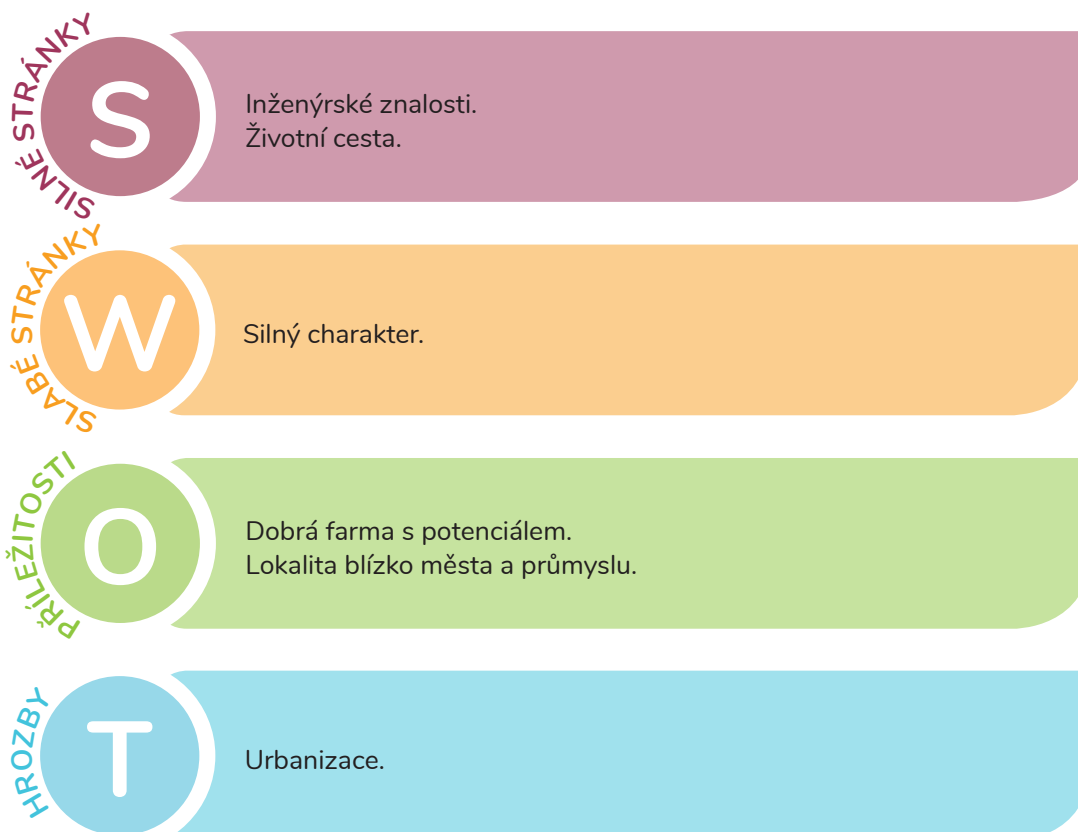 SILNÉ STRÁNKY
S
Inženýrské znalosti.
Životní cesta.
SLABÉ STRÁNKY
W
Silný charakter.
PŘÍLEŽITOSTI
O
Dobrá farma s potenciálem.
Lokalita blízko města a průmyslu.
HROZBY
T
Urbanizace.